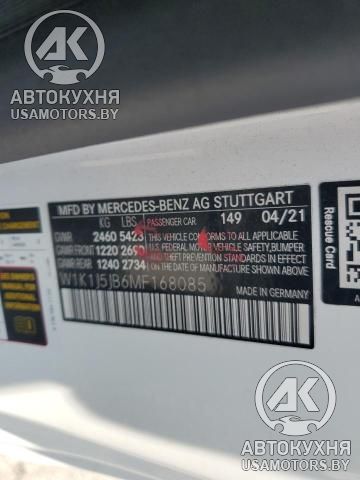 АВТОКУХНЯ
USAMOTORS.BY
АВТОКУХНЯ
USAMOTORS.BY
MFD BY MERCEDES-BENZ AG STUTTGART
KG LBS PASSENGER CAR 149 04/21
GVWR 2460 5423 THIS VEHICLE CONFORMS TO ALL APPLICABLE
GAWR FRONT 1220 U.S. FEDERAL MOTOR VEHICLE SAFETY, BUMPER
GAWR REAR 1240 2734 AND THEFT PREVENTION STANDARDS IN EFFECT
ON THE DATE OF MANUFACTURE SHOWN ABOVE
W1K1J5JB6MF168085
MADE IN GERMANY
Rescue Card
АВТОКУХНЯ
USAMOTORS.BY